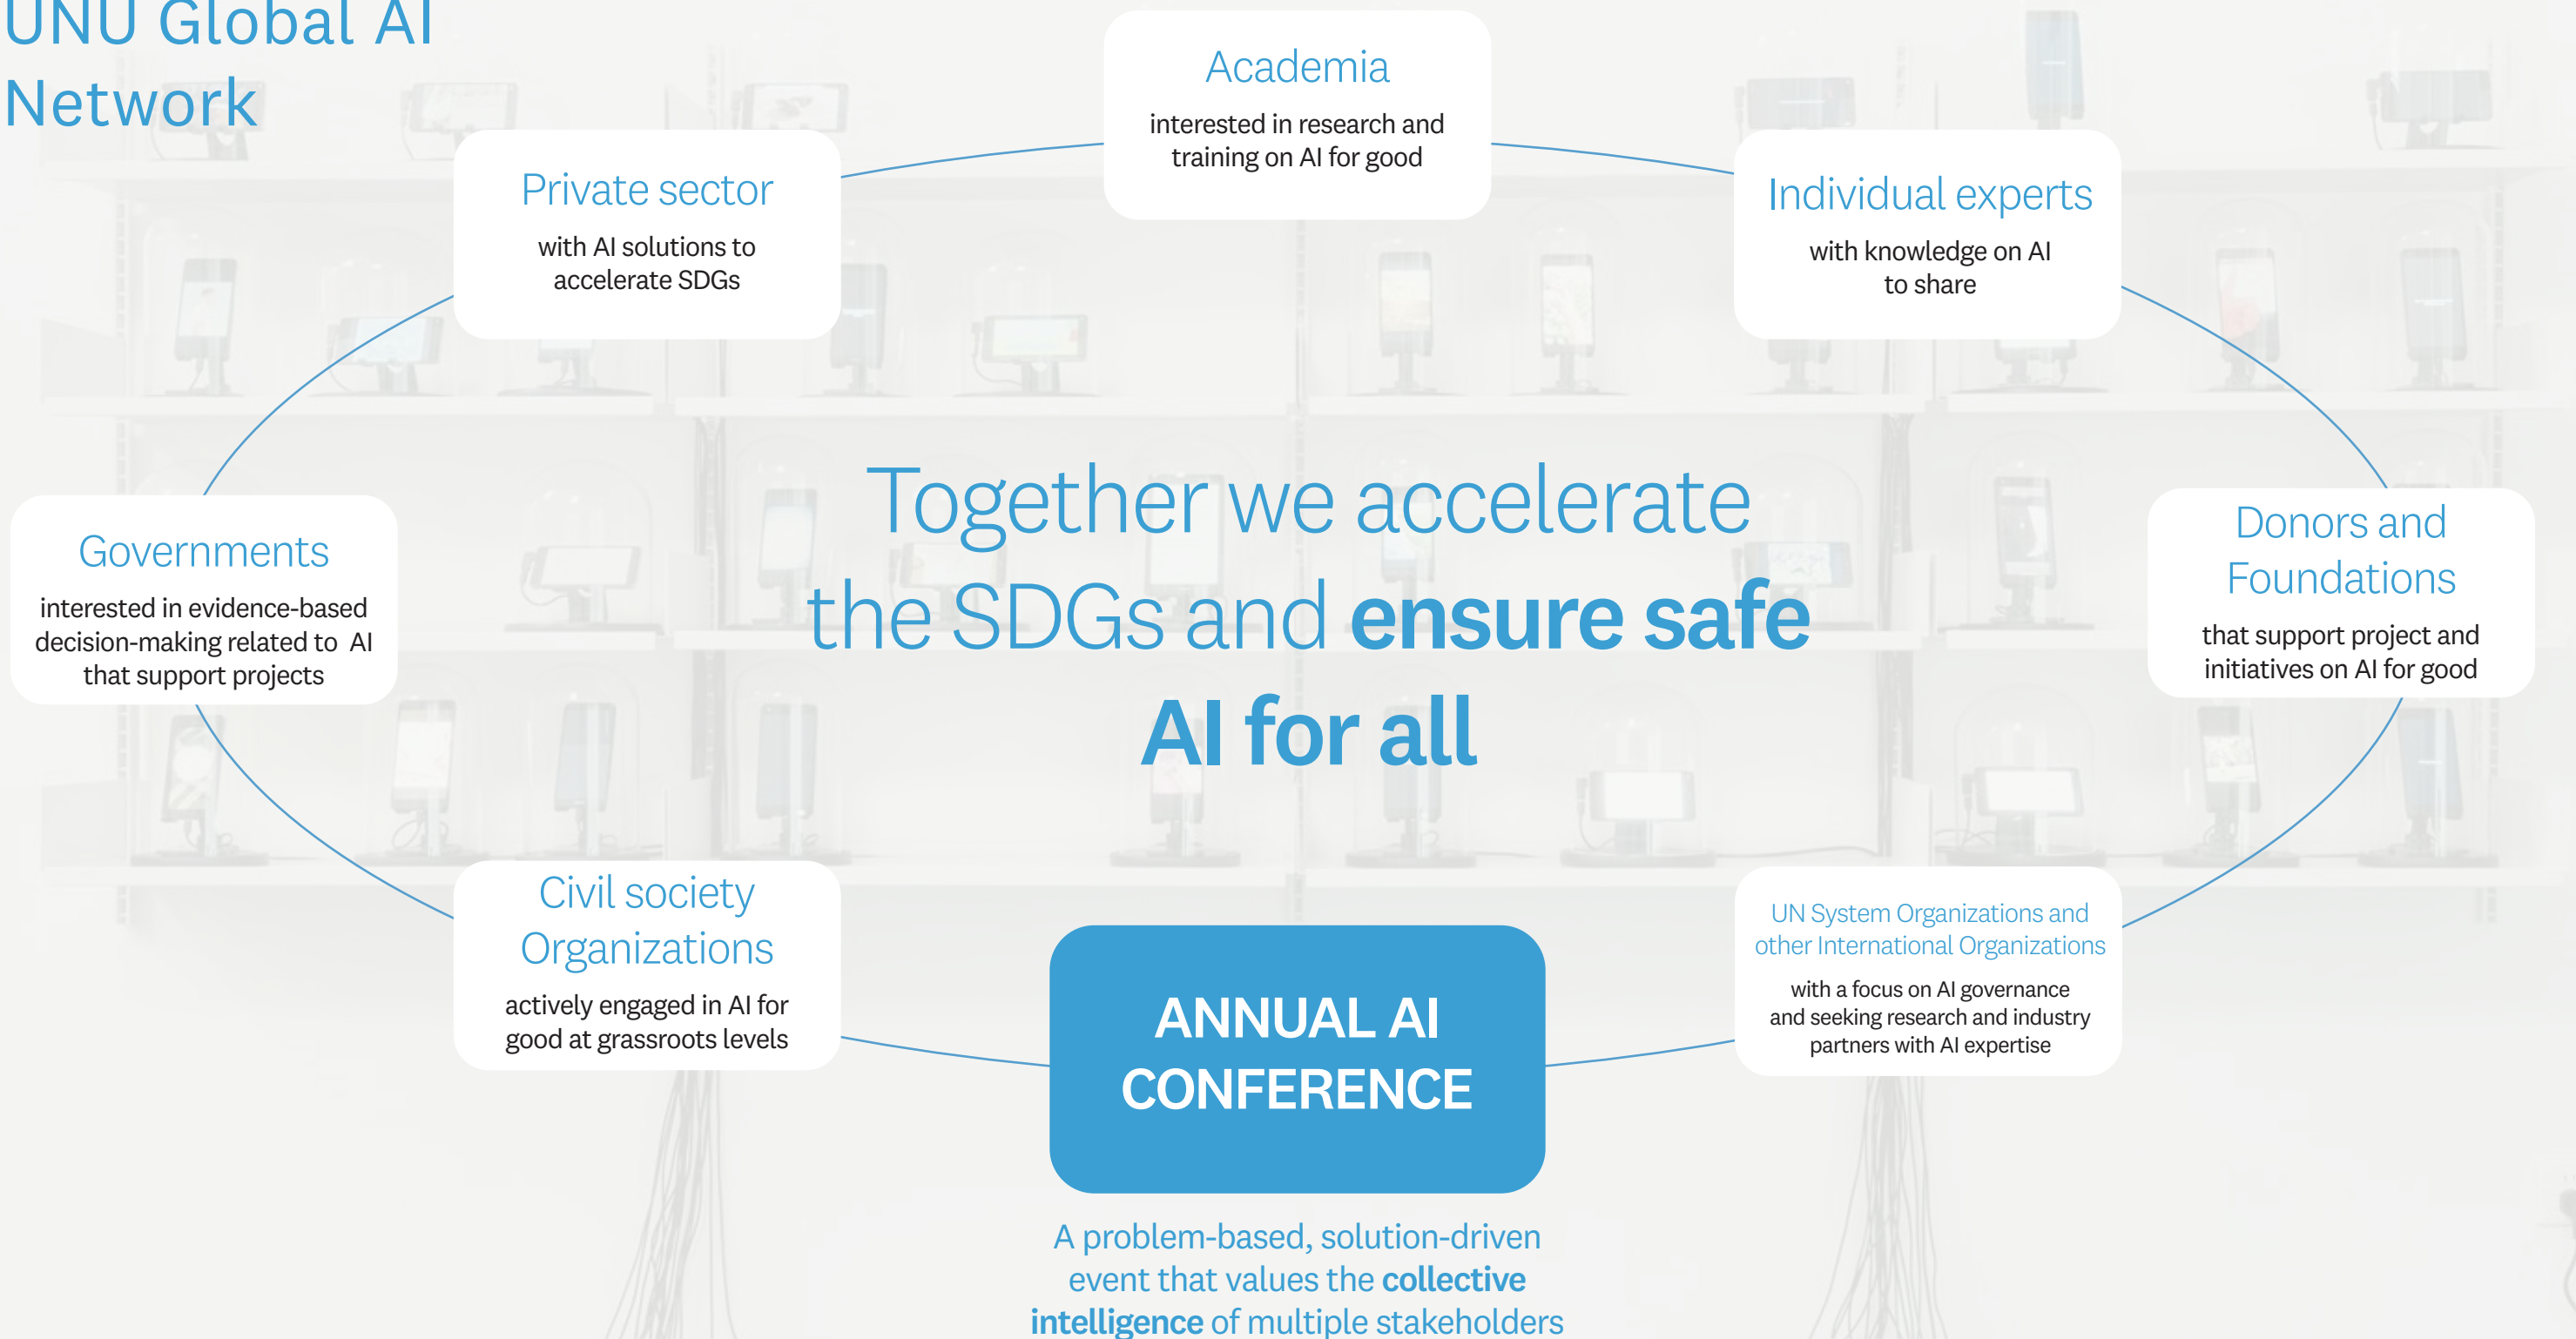 UNU Global AI
Network
Academia
interested in research and
training on AI for good
Private sector
with AI solutions to
accelerate SDGs
Individual experts
with knowledge on AI
to share
Together we accelerate
the SDGs and ensure safe
AI for all
Governments
interested in evidence-based
decision-making related to AI
that support projects
Donors and
Foundations
that support project and
initiatives on AI for good
Civil society
Organizations
actively engaged in AI for
good at grassroots levels
UN System Organizations and
other International Organizations
with a focus on AI governance
and seeking research and industry
partners with AI expertise
ANNUAL AI
CONFERENCE
A problem-based, solution-driven
event that values the collective
intelligence of multiple stakeholders